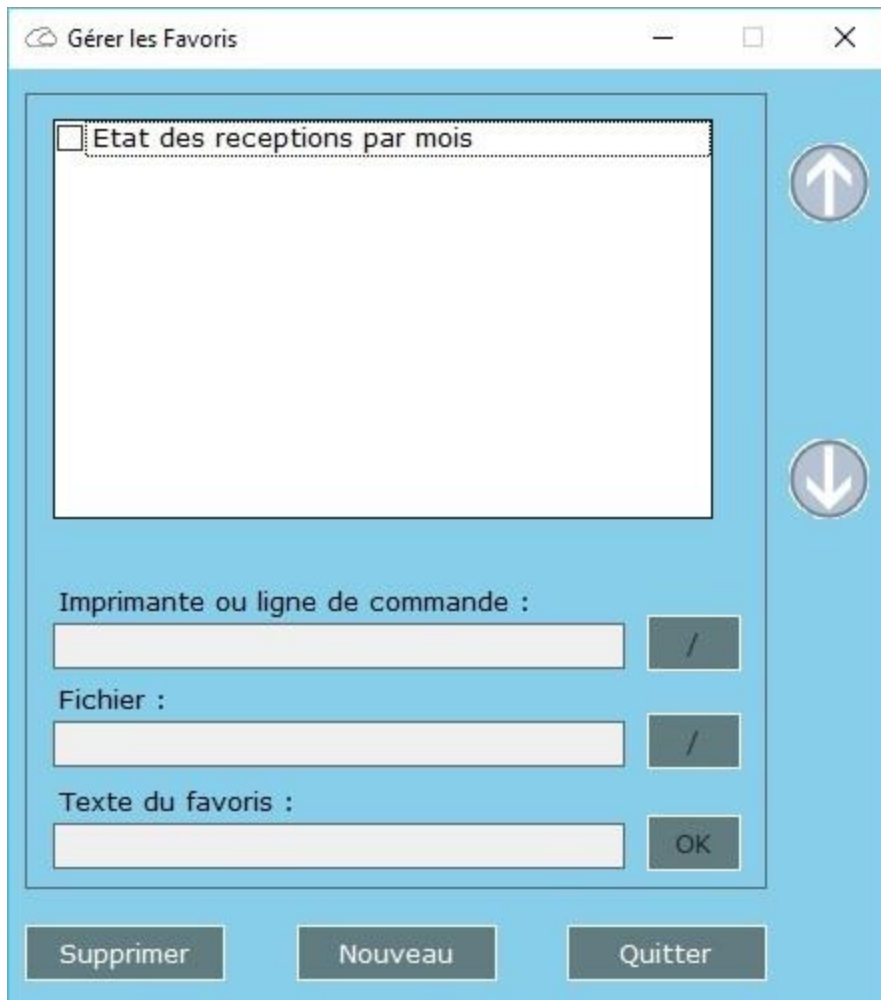 Gérer les Favoris
Etat des receptions par mois
Imprimante ou ligne de commande :
/
Fichier :
/
Texte du favoris :
OK
Supprimer Nouveau Quitter